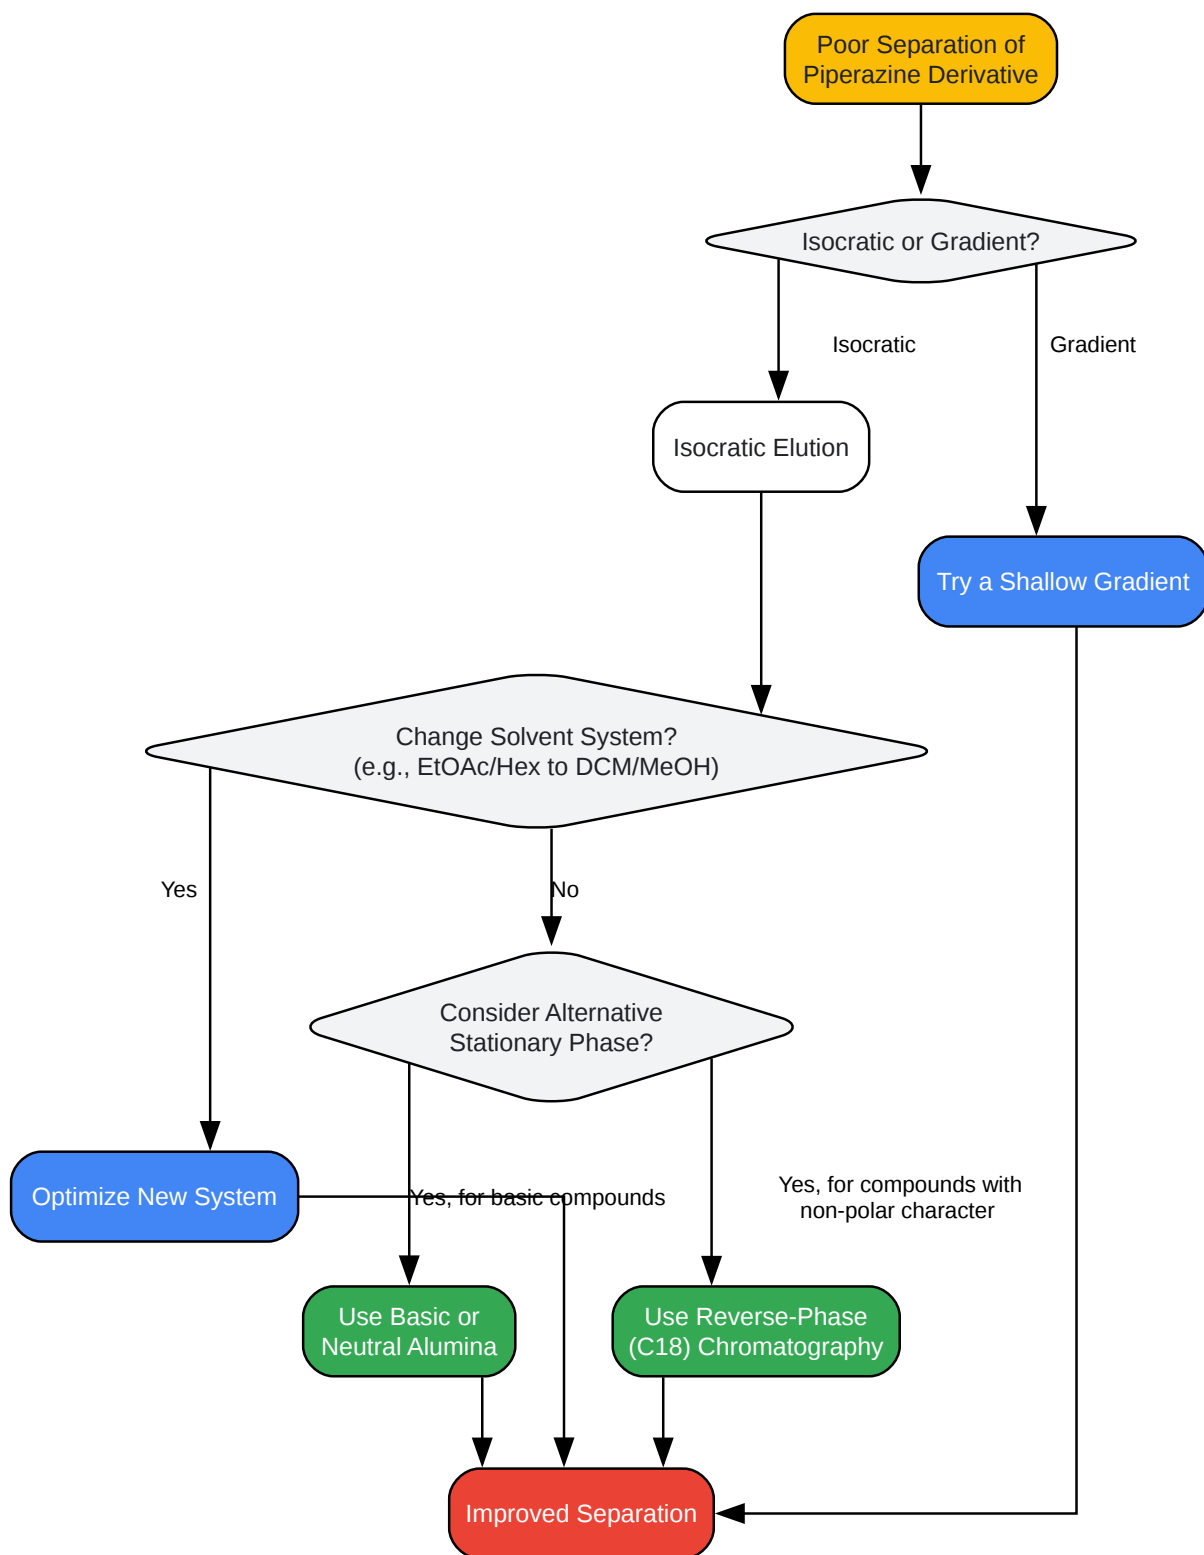 Poor Separation of
Piperazine Derivative
Isocratic or Gradient?
Isocratic
Gradient
Isocratic Elution
Try a Shallow Gradient
Change Solvent System?
(e.g., EtOAc/Hex to DCM/MeOH)
Yes
No
Consider Alternative
Stationary Phase?
Optimize New System
Yes, for basic compounds
Yes, for compounds with
non-polar character
Use Basic or
Neutral Alumina
Use Reverse-Phase
(C18) Chromatography
Improved Separation